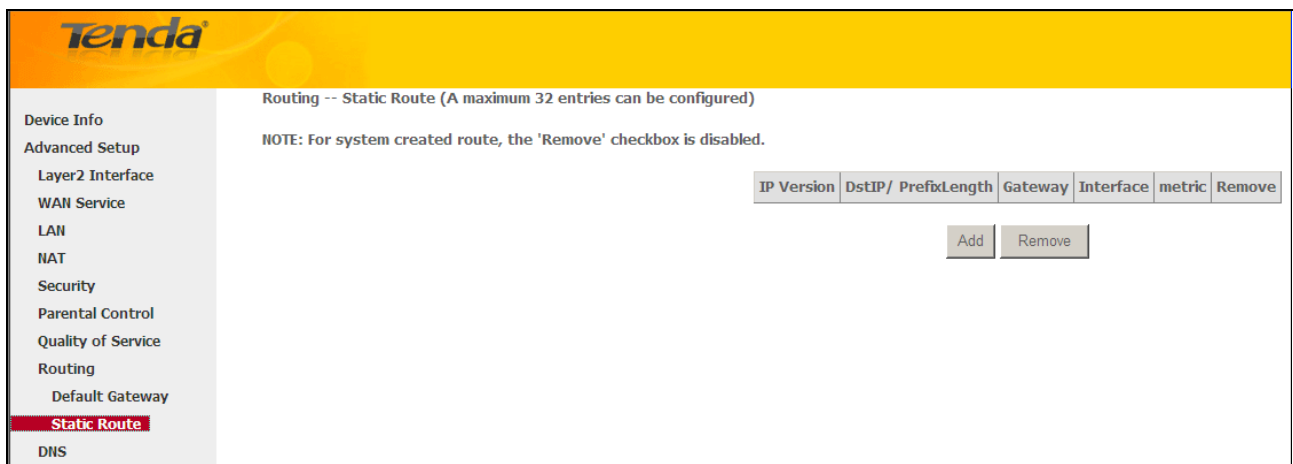 Tenda®
Device Info
Advanced Setup
Layer2 Interface
WAN Service
LAN
NAT
Security
Parental Control
Quality of Service
Routing
Default Gateway
Static Route
DNS
Routing -- Static Route (A maximum 32 entries can be configured)
NOTE: For system created route, the 'Remove' checkbox is disabled.
IP Version DstIP/ PrefixLength Gateway Interface metric Remove
Add Remove